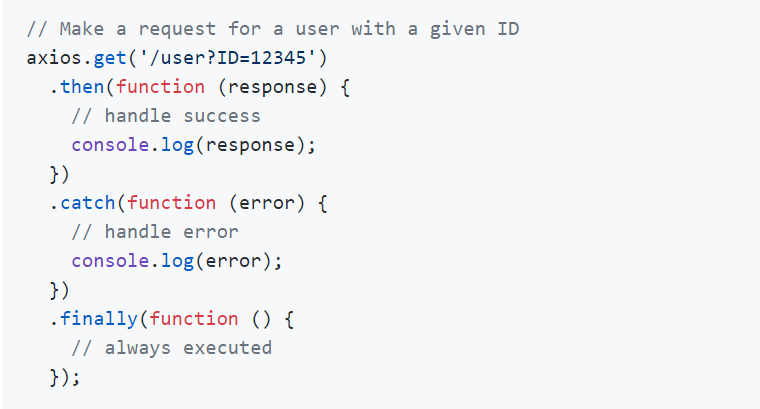 // Make a request for a user with a given ID
axios.get('/user?ID=12345')
  .then(function (response) {
    // handle success
    console.log(response);
  })
  .catch(function (error) {
    // handle error
    console.log(error);
  })
  .finally(function () {
    // always executed
  });